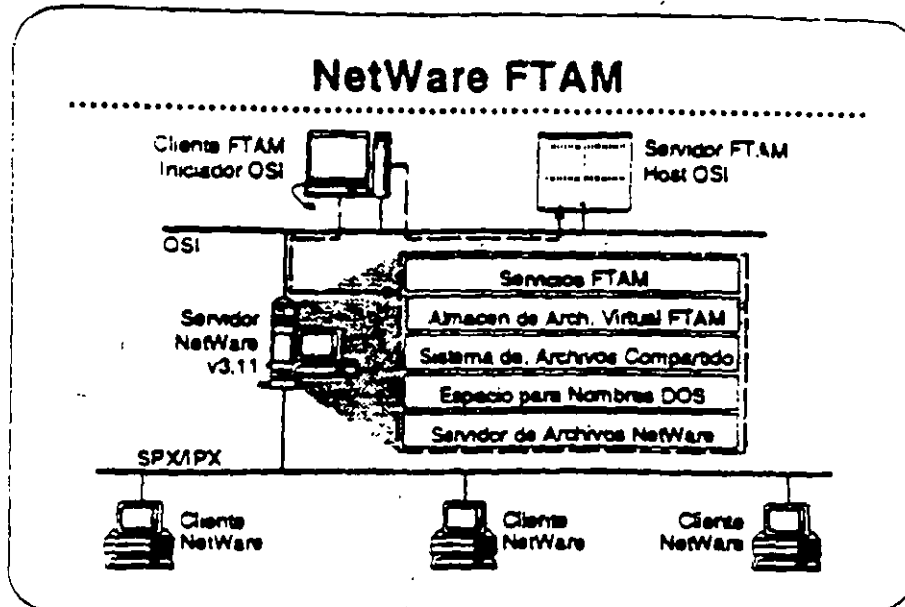 NetWare FTAM
Cliente FTAM
Iniciador OSI
Servidor FTAM
Host OSI
OSI
Servicios FTAM
Almacen de Arch. Virtual FTAM
Sistema de. Archivos Compartido
Espacio para Nombres DOS
Servidor de Archivos NetWare
Servidor
NetWare
v3.11
SPX/IPX
Cliente
NetWare
Cliente
NetWare
Cliente
NetWare